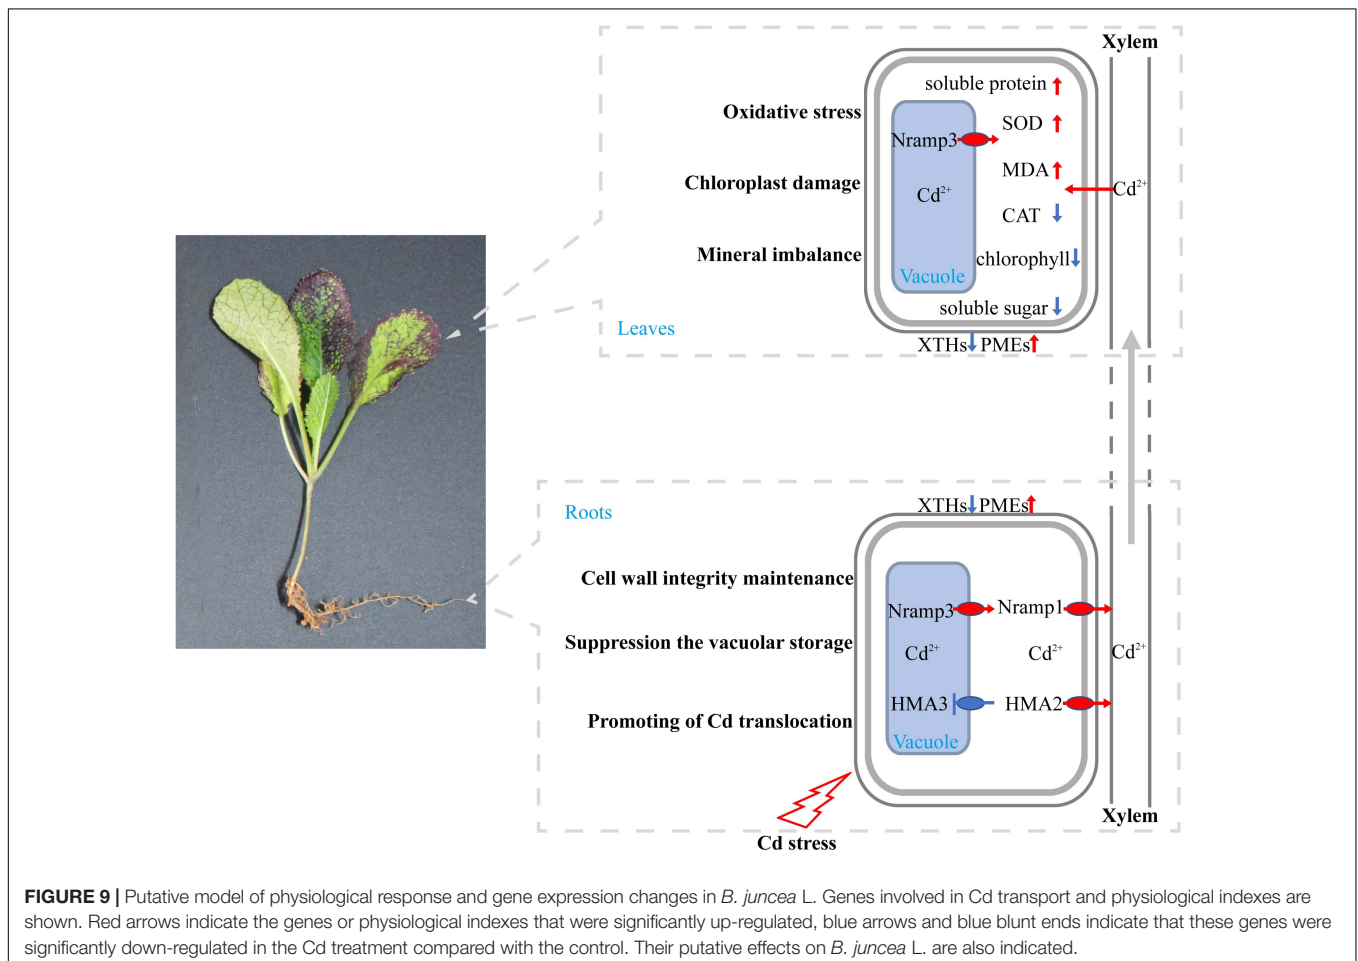 Xylem
soluble protein
Oxidative stress
SOD
Nramp3
MDA
Chloroplast damage
Cd²⁺
Cd²⁺
CAT
Mineral imbalance
chlorophyll
Vacuole
soluble sugar
Leaves
XTHs PMEs
XTHs PMEs
Roots
Cell wall integrity maintenance
Nramp3 Nramp1
Suppression the vacuolar storage
Cd²⁺ Cd²⁺ Cd²⁺
HMA3 HMA2
Promoting of Cd translocation
Vacuole
Xylem
Cd stress
FIGURE 9 | Putative model of physiological response and gene expression changes in B. juncea L. Genes involved in Cd transport and physiological indexes are
shown. Red arrows indicate the genes or physiological indexes that were significantly up-regulated, blue arrows and blue blunt ends indicate that these genes were
significantly down-regulated in the Cd treatment compared with the control. Their putative effects on B. juncea L. are also indicated.